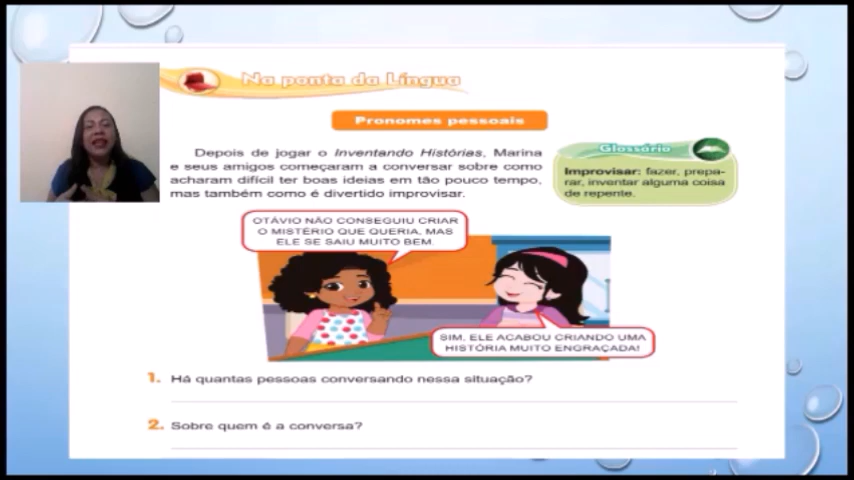 Na ponta da Língua
Pronomes pessoais
Depois de jogar o Inventando Histórias, Marina
e seus amigos começaram a conversar sobre como
acharam difícil ter boas ideias em tão pouco tempo,
mas também como é divertido improvisar.
Glossário
Improvisar: fazer, prepa-
rar, inventar alguma coisa
de repente.
OTÁVIO NÃO CONSEGUIU CRIAR
O MISTÉRIO QUE QUERIA, MAS
ELE SE SAIU MUITO BEM.
SIM, ELE ACABOU CRIANDO UMA
HISTÓRIA MUITO ENGRAÇADA!
1. Há quantas pessoas conversando nessa situação?
2. Sobre quem é a conversa?